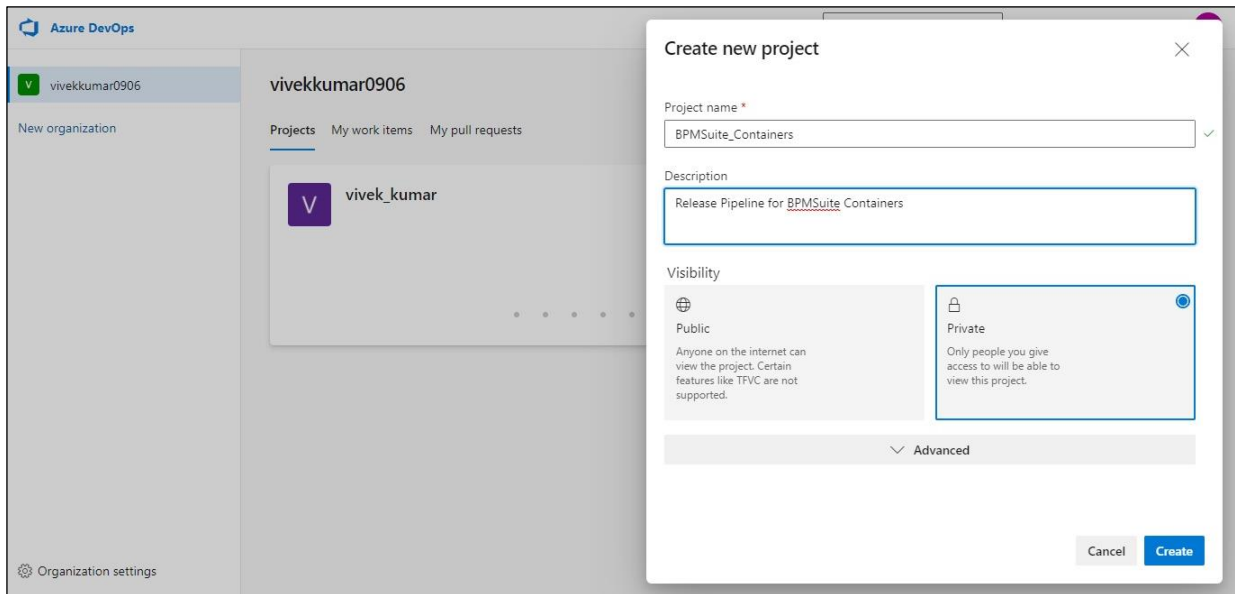 Azure DevOps
V vivekkumar0906
New organization
vivekkumar0906
Projects My work items My pull requests
V vivek_kumar
Organization settings
Create new project
Project name *
BPMSuite_Containers
Description
Release Pipeline for BPMSuite Containers
Visibility
Public
Anyone on the internet can
view the project. Certain
features like TFVC are not
supported.
Private
Only people you give
access to will be able to
view this project.
Advanced
Cancel Create